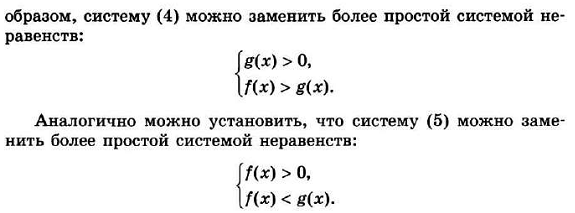 образом, систему (4) можно заменить более простой системой не-
равенств:
{g(x) > 0,
f(x) > g(x).
Аналогично можно установить, что систему (5) можно заме-
нить более простой системой неравенств:
{f(x) > 0,
f(x) < g(x).